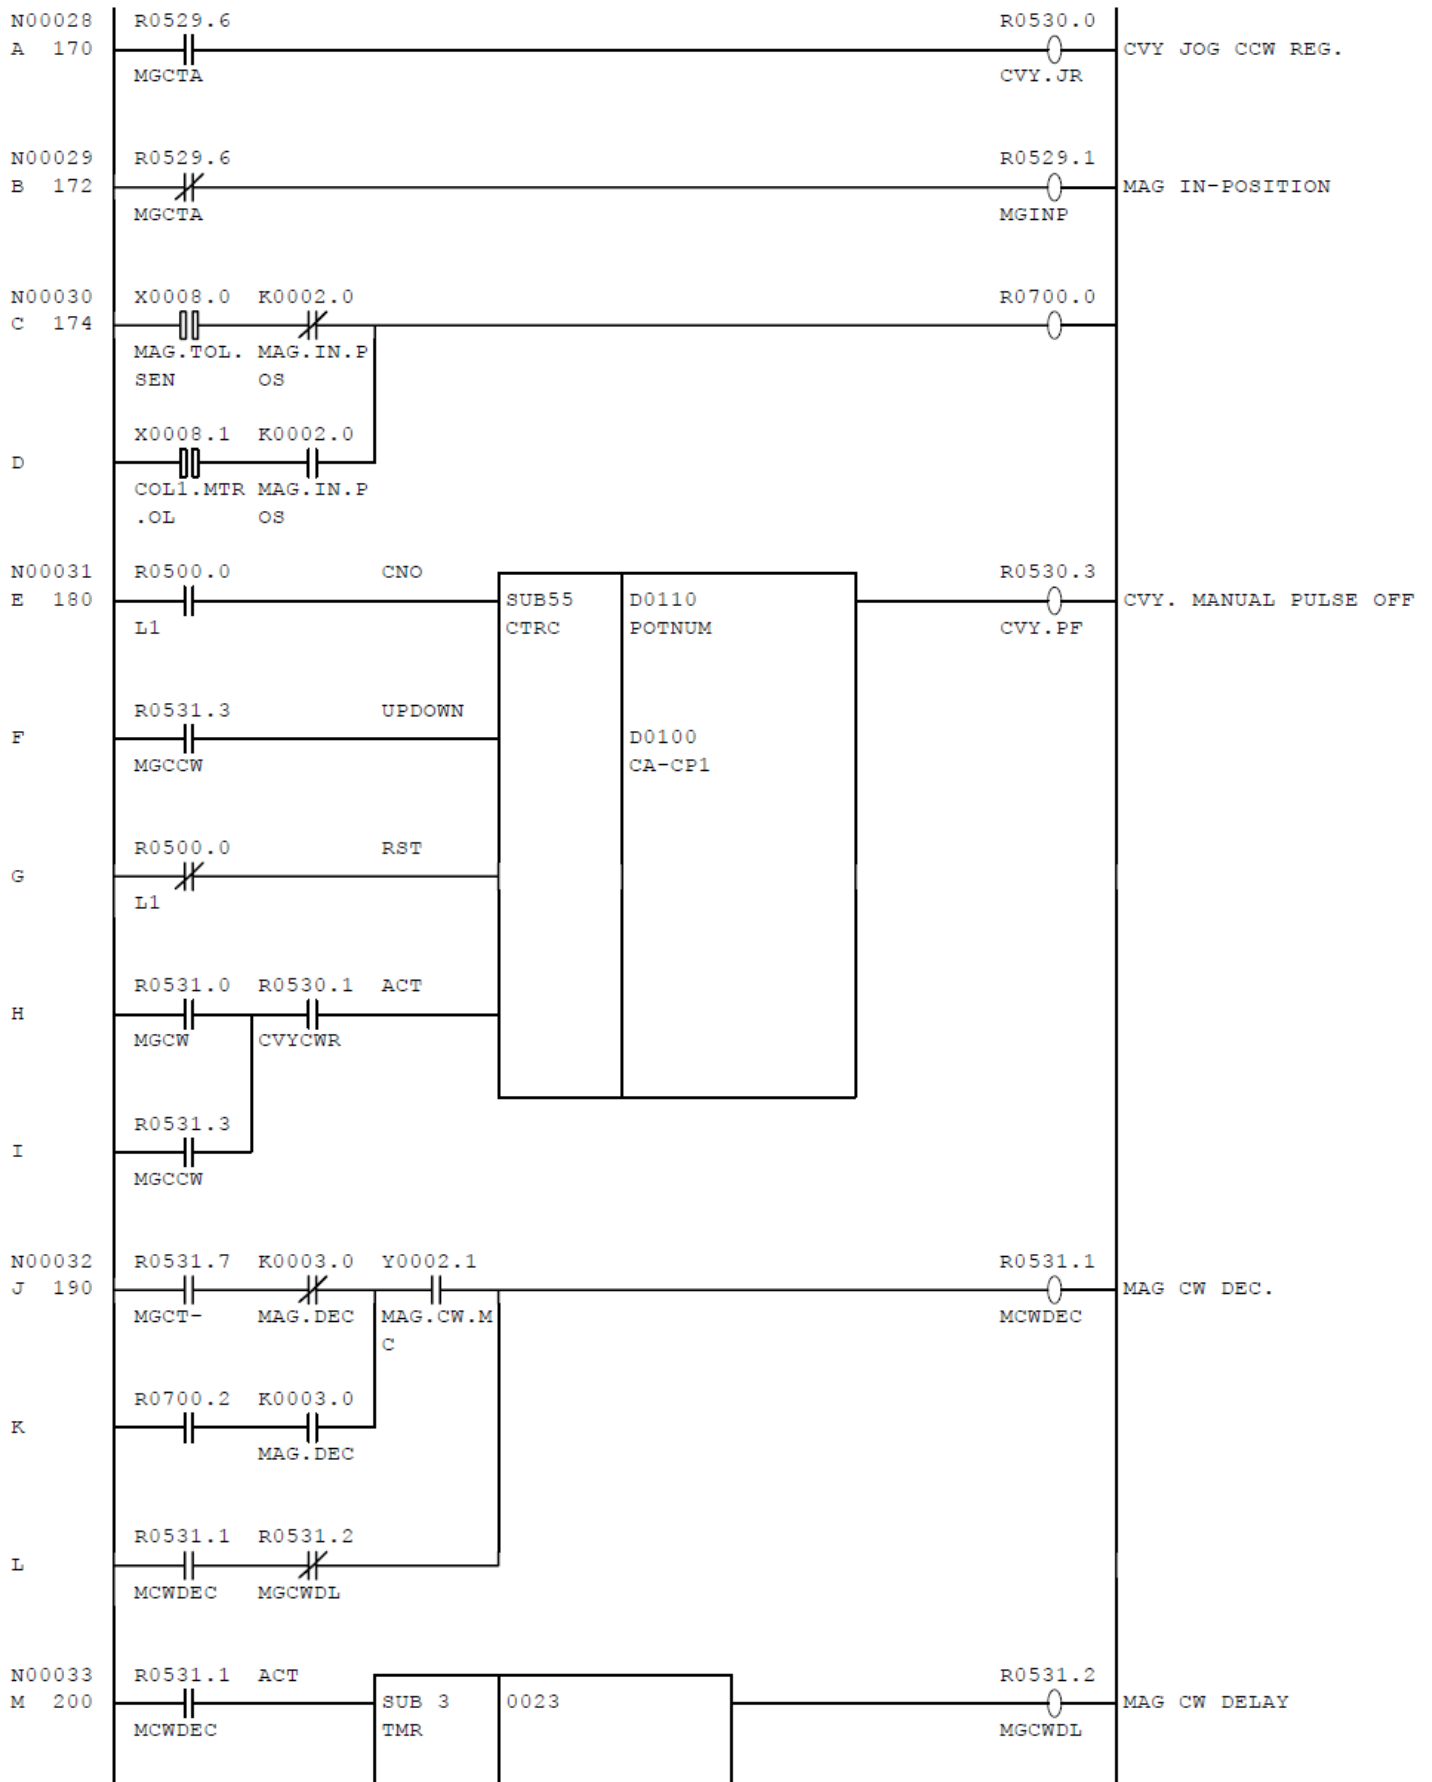 N00028 R0529.6 R0530.0
A 170 CVY JOG CCW REG.
MGCTA CVY.JR
N00029 R0529.6 R0529.1
B 172 MAG IN-POSITION
MGCTA MGINP
N00030 X0008.0 K0002.0 R0700.0
C 174
MAG.TOL. MAG.IN.P
SEN OS
X0008.1 K0002.0
D
COL1.MTR MAG.IN.P
.OL OS
N00031 R0500.0 CNO R0530.3
E 180 SUB55 D0110 CVY. MANUAL PULSE OFF
L1 CTRC POTNUM CVY.PF
R0531.3 UPDOWN
F D0100
MGCCW CA-CP1
R0500.0 RST
G
L1
R0531.0 R0530.1 ACT
H
MGCW CVYCWR
R0531.3
I
MGCCW
N00032 R0531.7 K0003.0 Y0002.1 R0531.1
J 190 MAG CW DEC.
MGCT- MAG.DEC MAG.CW.M MCWDEC
C
R0700.2 K0003.0
K
MAG.DEC
R0531.1 R0531.2
L
MCWDEC MGCWDL
N00033 R0531.1 ACT R0531.2
M 200 SUB 3 0023 MAG CW DELAY
MCWDEC TMR MGCWDL